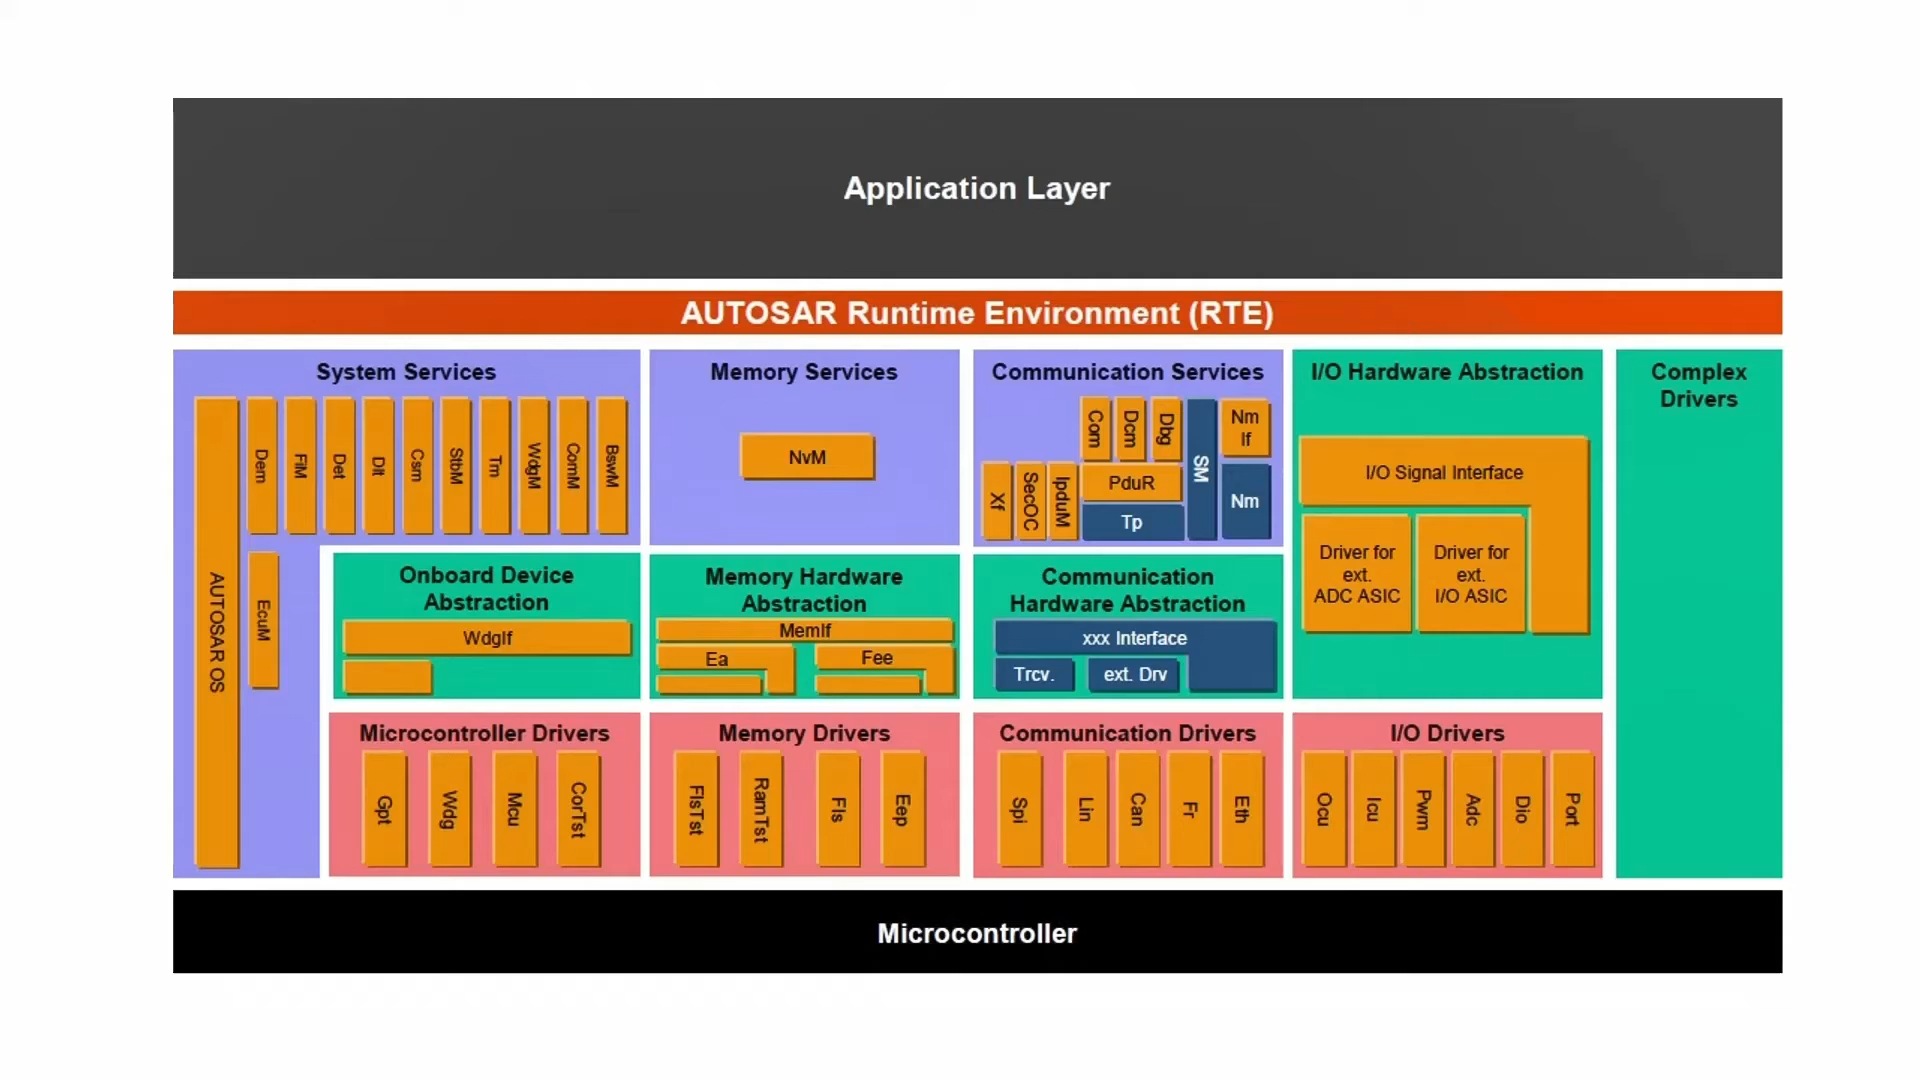 Application Layer
AUTOSAR Runtime Environment (RTE)
System Services
AUTOSAR OS
Dem
FiM
Det
Dlt
Csm
StbM
Tm
WdgM
ComM
BswM
EcuM
Memory Services
NvM
Communication Services
Xf
SecOC
IpduM
Com
Dcm
Dbg
PduR
Tp
SM
Nm
If
Nm
I/O Hardware Abstraction
I/O Signal Interface
Driver for
ext.
ADC ASIC
Driver for
ext.
I/O ASIC
Complex
Drivers
Onboard Device
Abstraction
WdgIf
Memory Hardware
Abstraction
MemIf
Ea
Fee
Communication
Hardware Abstraction
xxx Interface
Trcv.
ext. Drv
Microcontroller Drivers
Gpt
Wdg
Mcu
CorTst
Memory Drivers
FlsTst
RamTst
Fls
Eep
Communication Drivers
Spi
Lin
Can
Fr
Eth
I/O Drivers
Ocu
Icu
Pwm
Adc
Dio
Port
Microcontroller